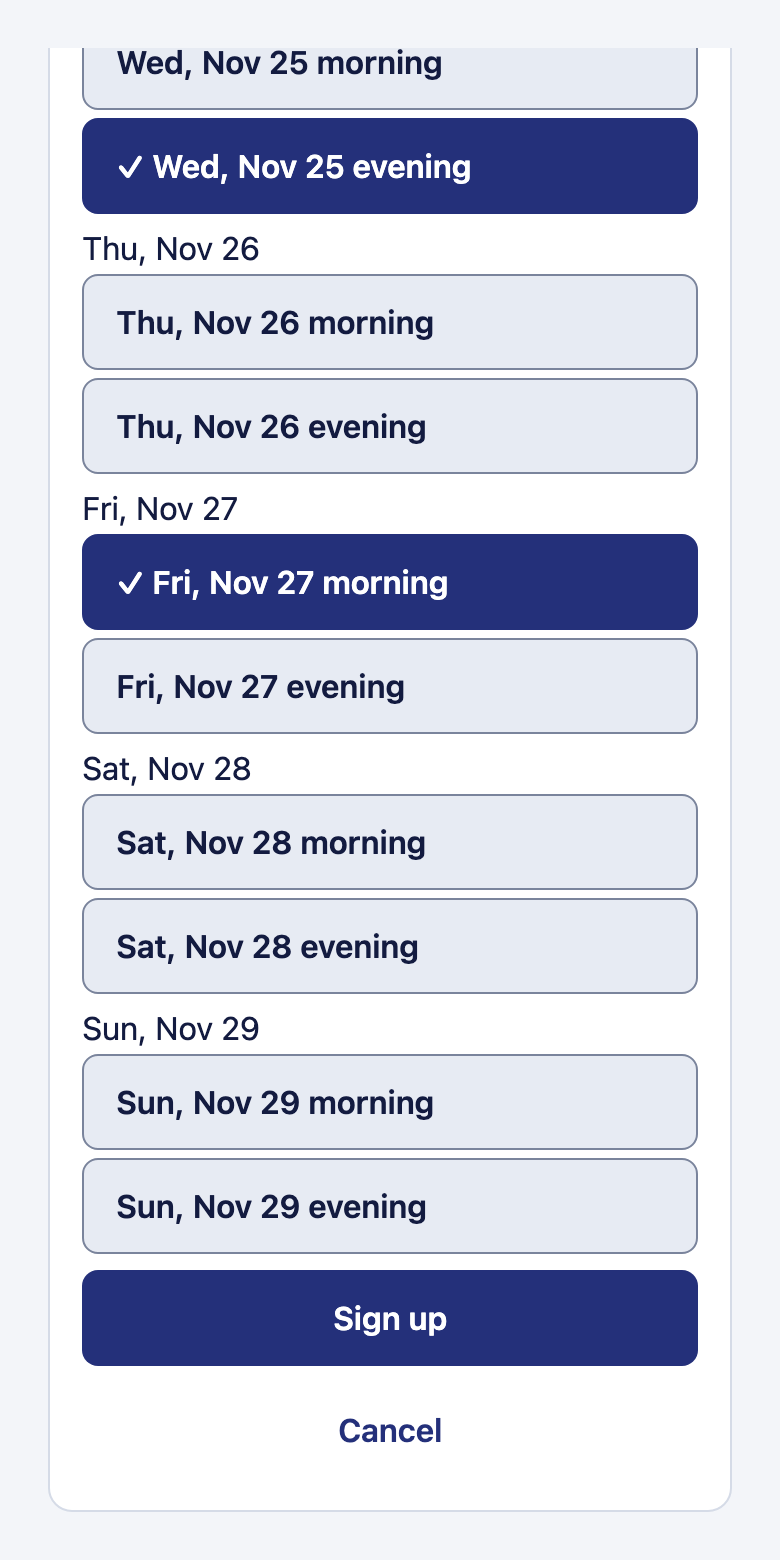 Wed, Nov 25 morning
✓ Wed, Nov 25 evening
Thu, Nov 26
Thu, Nov 26 morning
Thu, Nov 26 evening
Fri, Nov 27
✓ Fri, Nov 27 morning
Fri, Nov 27 evening
Sat, Nov 28
Sat, Nov 28 morning
Sat, Nov 28 evening
Sun, Nov 29
Sun, Nov 29 morning
Sun, Nov 29 evening
Sign up
Cancel